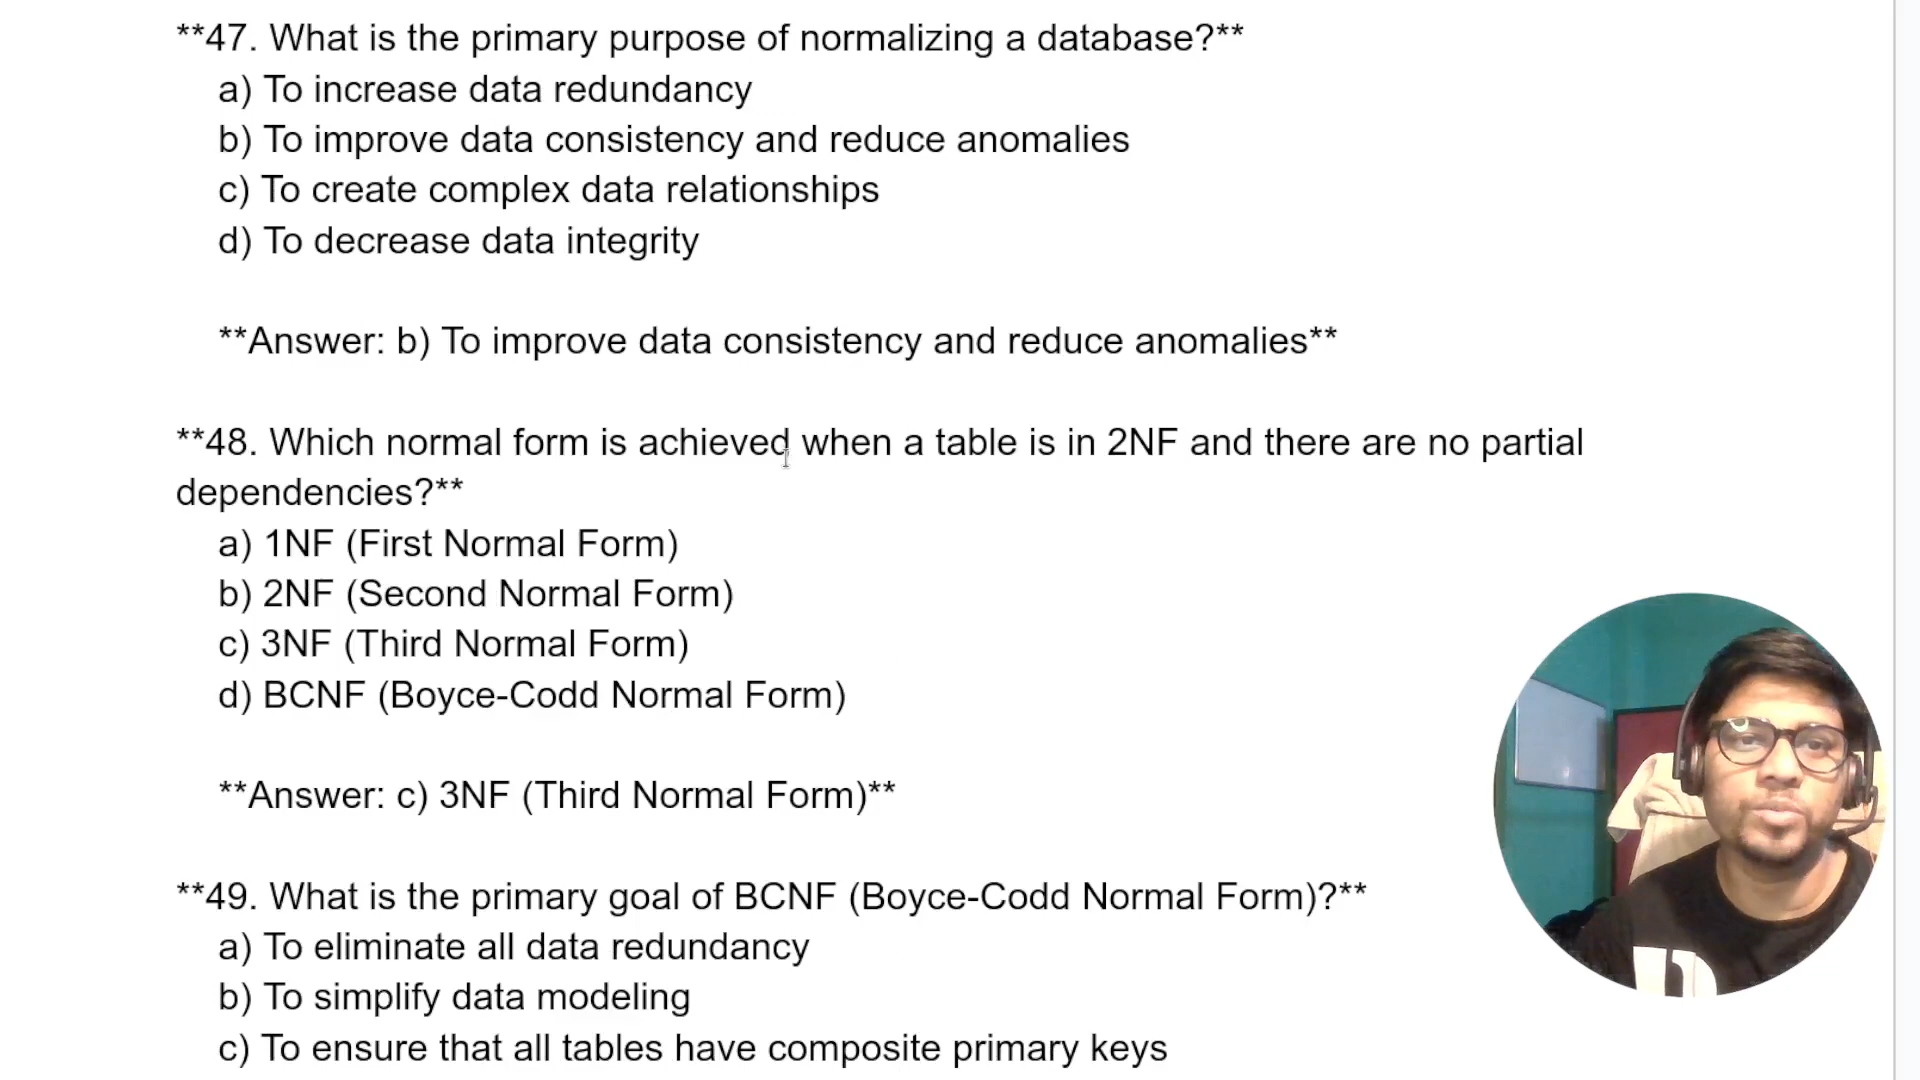 **47. What is the primary purpose of normalizing a database?**
a) To increase data redundancy
b) To improve data consistency and reduce anomalies
c) To create complex data relationships
d) To decrease data integrity
**Answer: b) To improve data consistency and reduce anomalies**
**48. Which normal form is achieved when a table is in 2NF and there are no partial
dependencies?**
a) 1NF (First Normal Form)
b) 2NF (Second Normal Form)
c) 3NF (Third Normal Form)
d) BCNF (Boyce-Codd Normal Form)
**Answer: c) 3NF (Third Normal Form)**
**49. What is the primary goal of BCNF (Boyce-Codd Normal Form)?**
a) To eliminate all data redundancy
b) To simplify data modeling
c) To ensure that all tables have composite primary keys